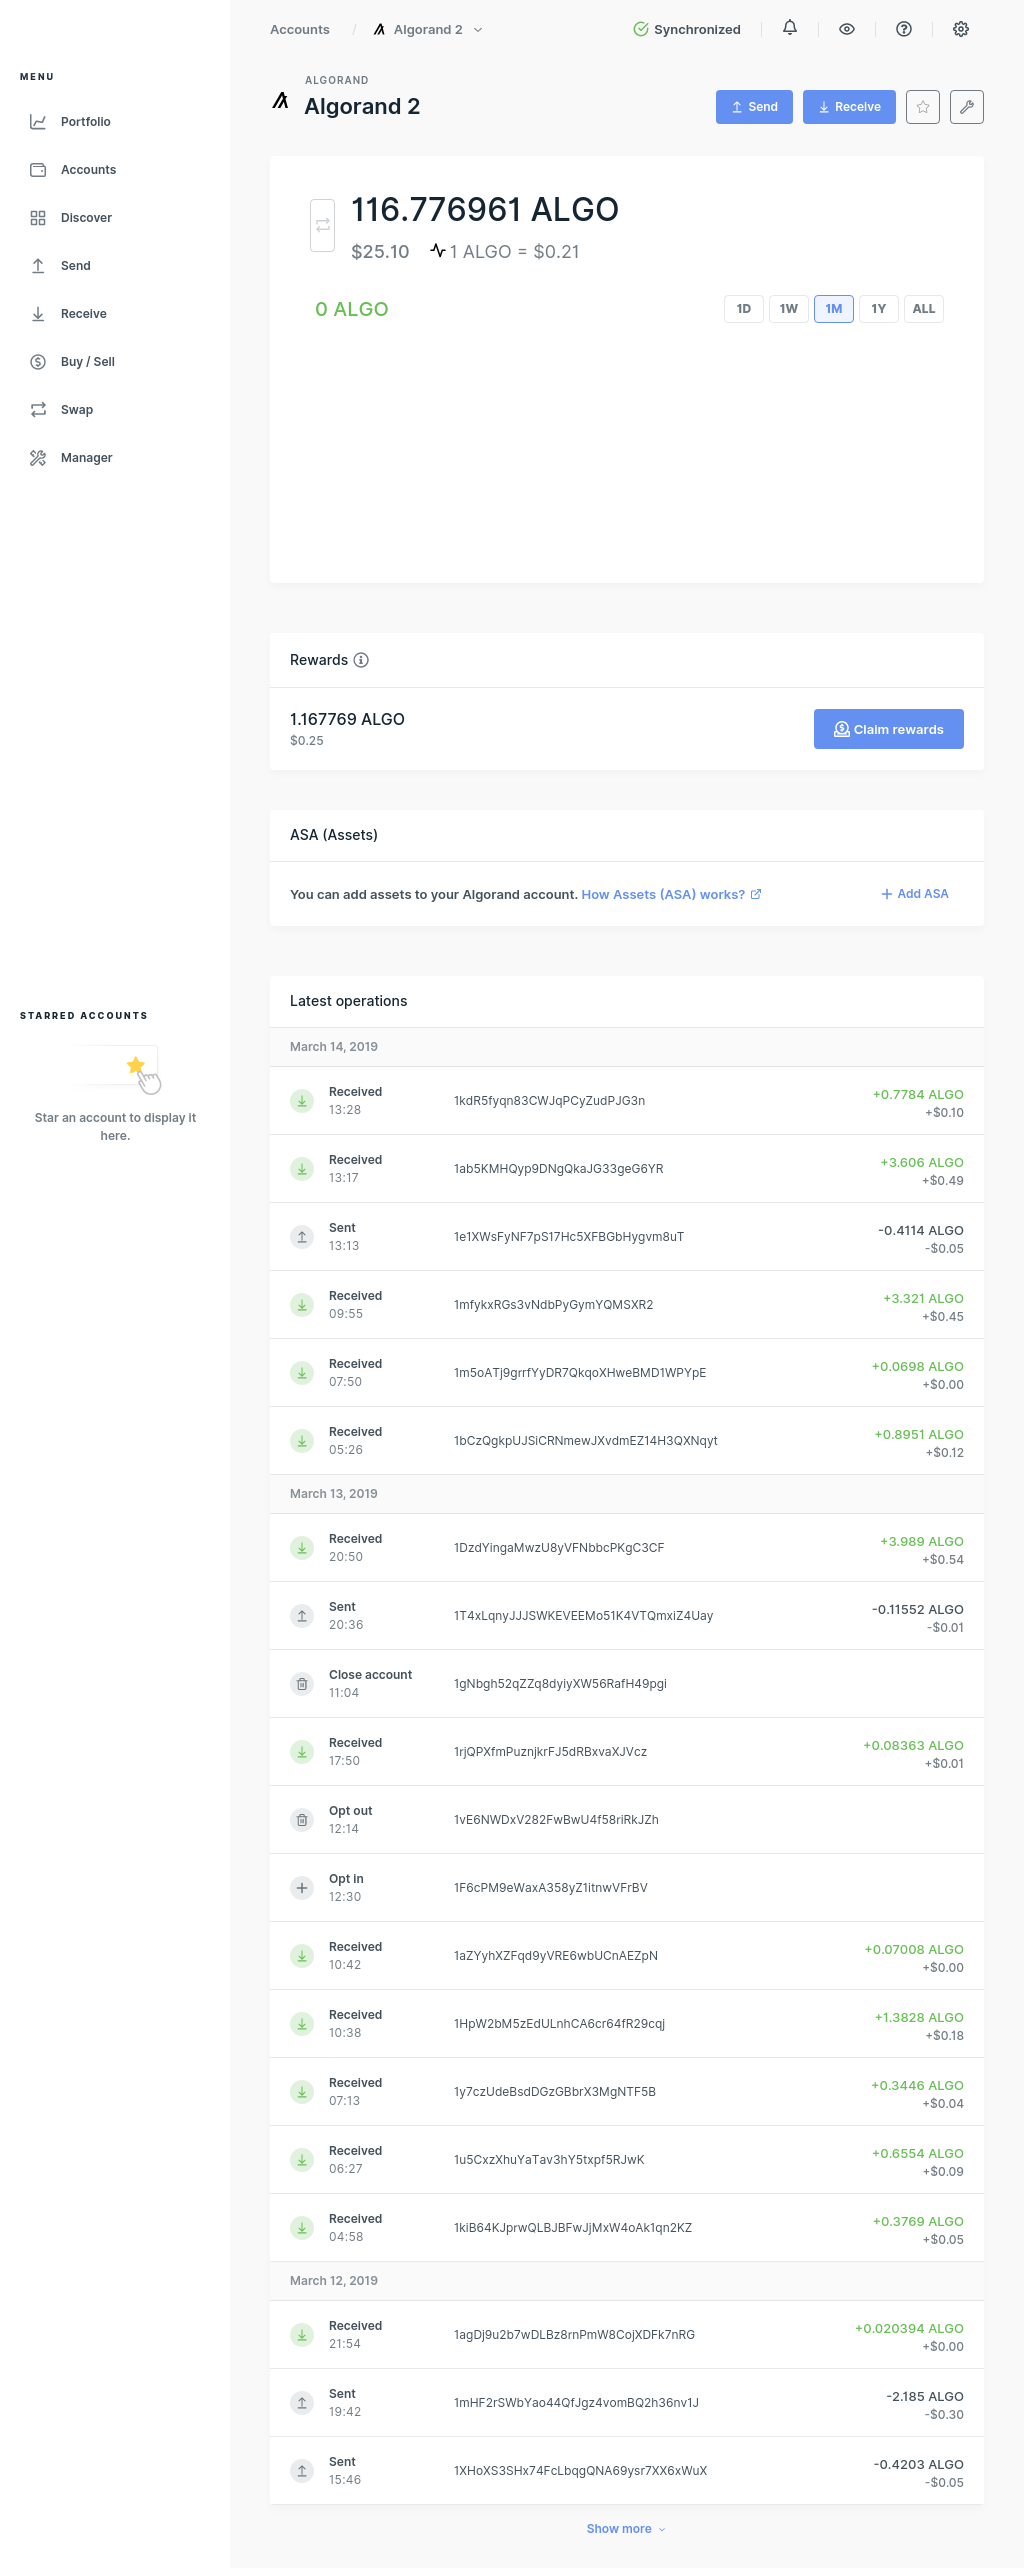 Accounts / Algorand 2
Synchronized
MENU
Portfolio
Accounts
Discover
Send
Receive
Buy / Sell
Swap
Manager
STARRED ACCOUNTS
Star an account to display it
here.
ALGORAND
Algorand 2
Send
Receive
116.776961 ALGO
$25.10 1 ALGO = $0.21
0 ALGO
1D 1W 1M 1Y ALL
Rewards
1.167769 ALGO
$0.25
Claim rewards
ASA (Assets)
You can add assets to your Algorand account. How Assets (ASA) works?
+ Add ASA
Latest operations
March 14, 2019
Received
13:28
1kdR5fyqn83CWJqPCyZudPJG3n
+0.7784 ALGO
+$0.10
Received
13:17
1ab5KMHQyp9DNgQkaJG33geG6YR
+3.606 ALGO
+$0.49
Sent
13:13
1e1XWsFyNF7pS17Hc5XFBGbHygvm8uT
-0.4114 ALGO
-$0.05
Received
09:55
1mfykxRGs3vNdbPyGymYQMSXR2
+3.321 ALGO
+$0.45
Received
07:50
1m5oATj9grrfYyDR7QkqoXHweBMD1WPYpE
+0.0698 ALGO
+$0.00
Received
05:26
1bCzQgkpUJSiCRNmewJXvdmEZ14H3QXNqyt
+0.8951 ALGO
+$0.12
March 13, 2019
Received
20:50
1DzdYingaMwzU8yVFNbbcPKgC3CF
+3.989 ALGO
+$0.54
Sent
20:36
1T4xLqnyJJJSWKEVEEMo51K4VTQmxiZ4Uay
-0.11552 ALGO
-$0.01
Close account
11:04
1gNbgh52qZZq8dyiyXW56RafH49pgi
Received
17:50
1rjQPXfmPuznjkrFJ5dRBxvaXJVcz
+0.08363 ALGO
+$0.01
Opt out
12:14
1vE6NWDxV282FwBwU4f58riRkJZh
Opt in
12:30
1F6cPM9eWaxA358yZ1itnwVFrBV
Received
10:42
1aZYyhXZFqd9yVRE6wbUCnAEZpN
+0.07008 ALGO
+$0.00
Received
10:38
1HpW2bM5zEdULnhCA6cr64fR29cqj
+1.3828 ALGO
+$0.18
Received
07:13
1y7czUdeBsdDGzGBbrX3MgNTF5B
+0.3446 ALGO
+$0.04
Received
06:27
1u5CxzXhuYaTav3hY5txpf5RJwK
+0.6554 ALGO
+$0.09
Received
04:58
1kiB64KJprwQLBJBFwJjMxW4oAk1qn2KZ
+0.3769 ALGO
+$0.05
March 12, 2019
Received
21:54
1agDj9u2b7wDLBz8rnPmW8CojXDFk7nRG
+0.020394 ALGO
+$0.00
Sent
19:42
1mHF2rSWbYao44QfJgz4vomBQ2h36nv1J
-2.185 ALGO
-$0.30
Sent
15:46
1XHoXS3SHx74FcLbqgQNA69ysr7XX6xWuX
-0.4203 ALGO
-$0.05
Show more